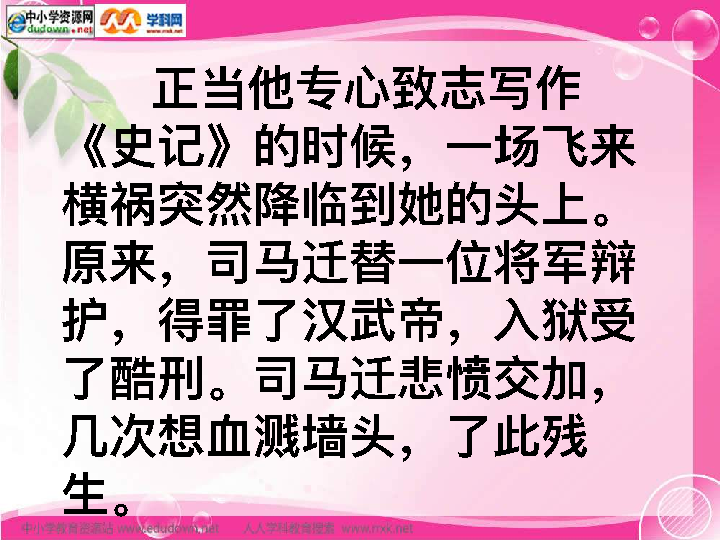 中小学资源网
dudown.net
学科网
www.nxk.net
正当他专心致志写作
《史记》的时候，一场飞来
横祸突然降临到她的头上。
原来，司马迁替一位将军辩
护，得罪了汉武帝，入狱受
了酷刑。司马迁悲愤交加，
几次想血溅墙头，了此残
生。
中小学教育资源站 www.edudown.net 人人学科教育搜索 www.nxk.net